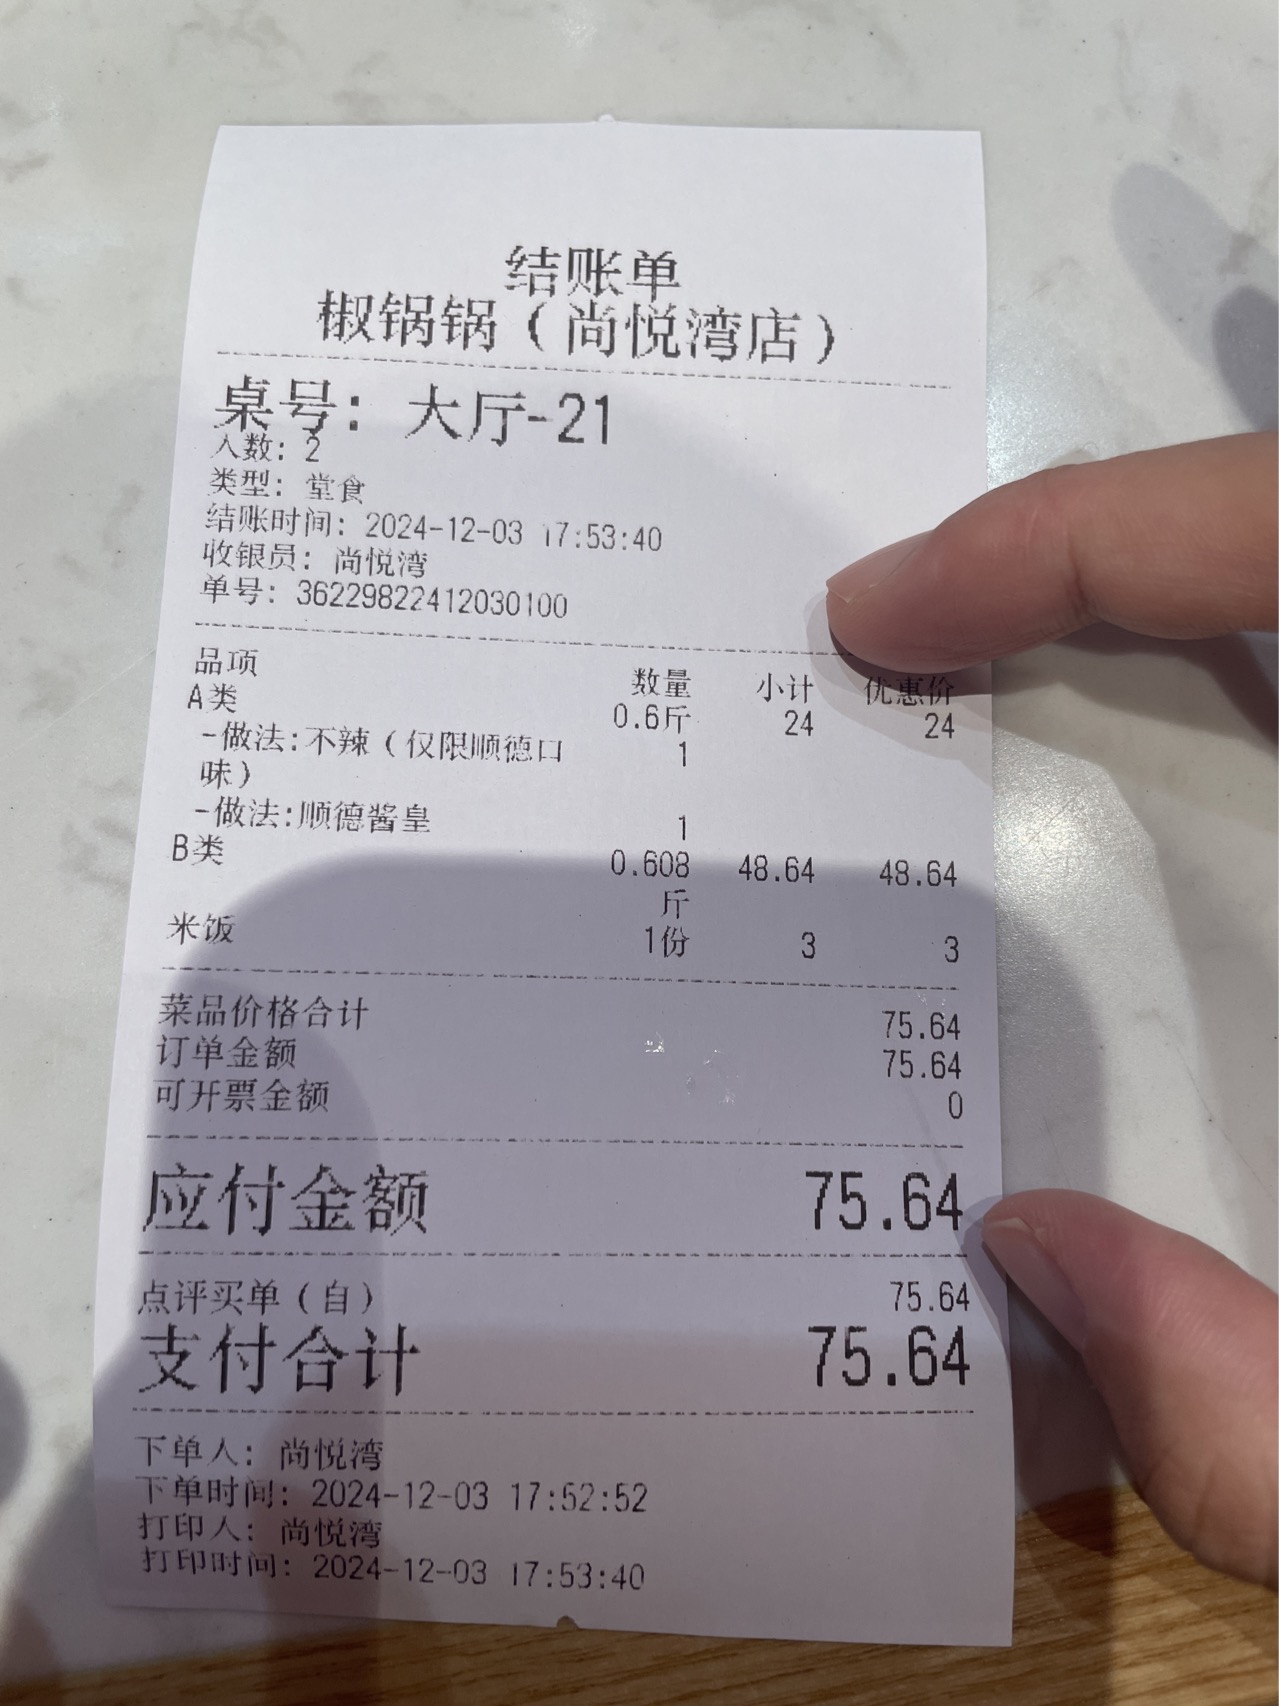 结账单
椒锅锅（尚悦湾店）
桌号：大厅-21
人数：2
类型：堂食
结账时间：2024-12-03 17:53:40
收银员：尚悦湾
单号：36229822412030100
品项 数量 小计 优惠价
A类 0.6斤 24 24
-做法:不辣（仅限顺德口 1
味）
-做法:顺德酱皇 1
B类 0.608 48.64 48.64
斤
米饭 1份 3 3
菜品价格合计 75.64
订单金额 75.64
可开票金额 0
应付金额 75.64
点评买单（自） 75.64
支付合计 75.64
下单人：尚悦湾
下单时间：2024-12-03 17:52:52
打印人：尚悦湾
打印时间：2024-12-03 17:53:40